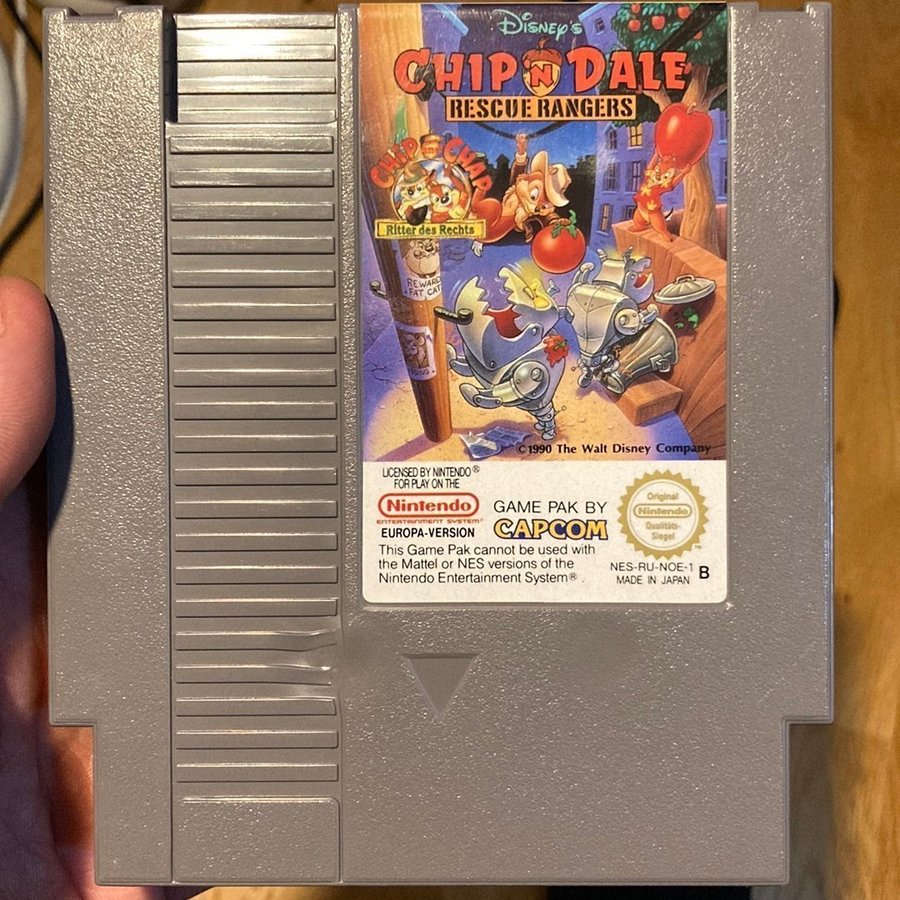 Disney's
CHIP 'N DALE
RESCUE RANGERS
CHIP CHAP
Ritter des Rechts
REWARD
FAT CAT
©1990 The Walt Disney Company
LICENSED BY NINTENDO®
FOR PLAY ON THE
Nintendo
ENTERTAINMENT SYSTEM®
EUROPA-VERSION
GAME PAK BY
CAPCOM
This Game Pak cannot be used with
the Mattel or NES versions of the
Nintendo Entertainment System®.
Original
Nintendo
Qualitäts-
Siegel
TM
NES-RU-NOE-1 B
MADE IN JAPAN